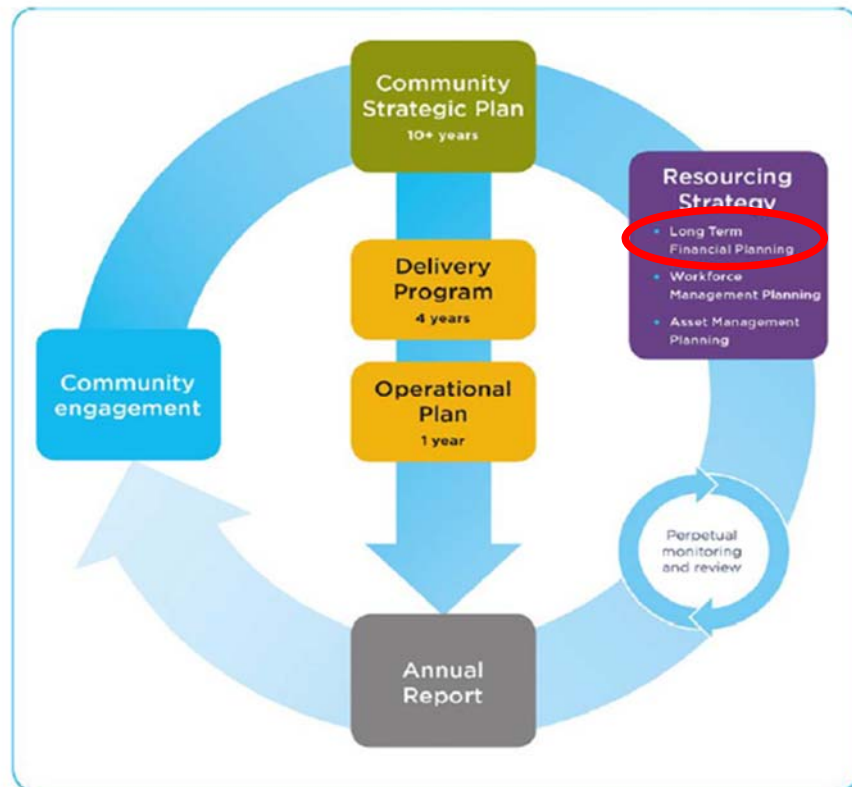 Community
Strategic Plan
10+ years
Resourcing
Strategy
• Long Term
Financial Planning
• Workforce
Management Planning
• Asset Management
Planning
Delivery
Program
4 years
Operational
Plan
1 year
Community
engagement
Perpetual
monitoring
and review
Annual
Report